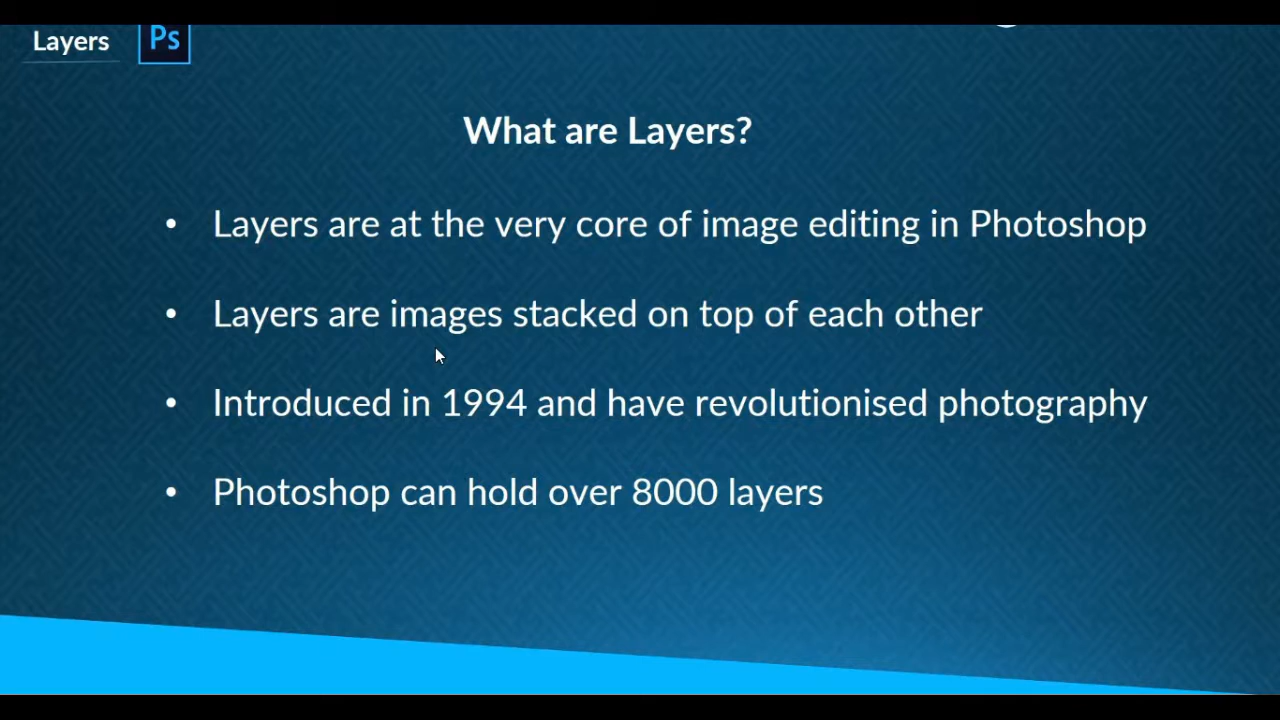 Layers Ps
What are Layers?
• Layers are at the very core of image editing in Photoshop
• Layers are images stacked on top of each other
• Introduced in 1994 and have revolutionised photography
• Photoshop can hold over 8000 layers